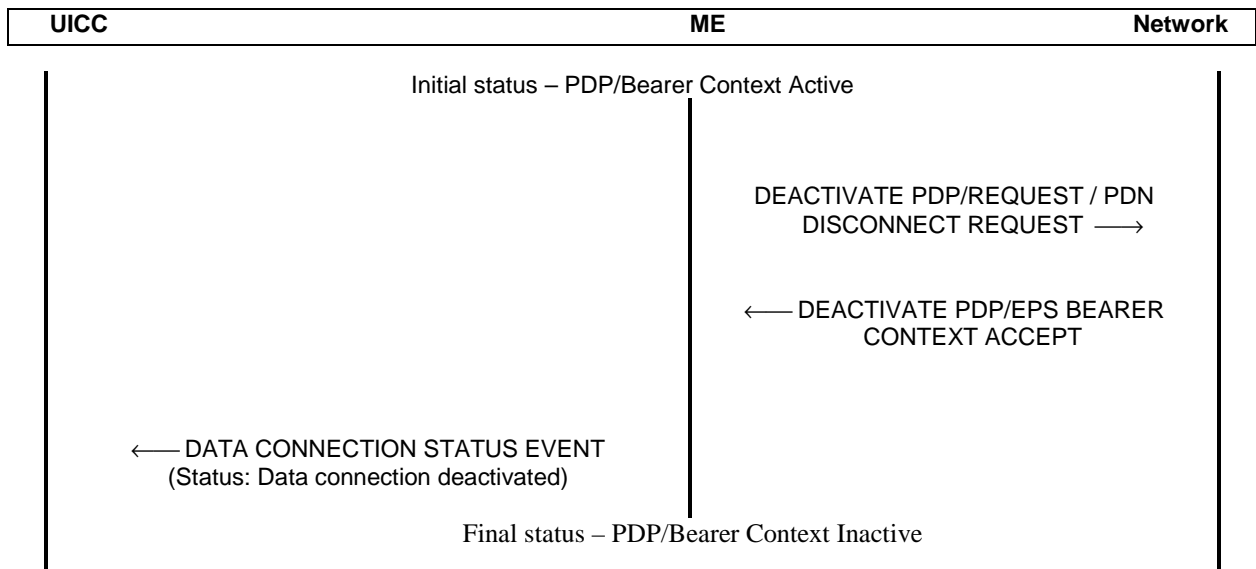 UICC ME Network
Initial status – PDP/Bearer Context Active
DEACTIVATE PDP/REQUEST / PDN
DISCONNECT REQUEST ⟶
⟵ DEACTIVATE PDP/EPS BEARER
CONTEXT ACCEPT
⟵ DATA CONNECTION STATUS EVENT
(Status: Data connection deactivated)
Final status – PDP/Bearer Context Inactive